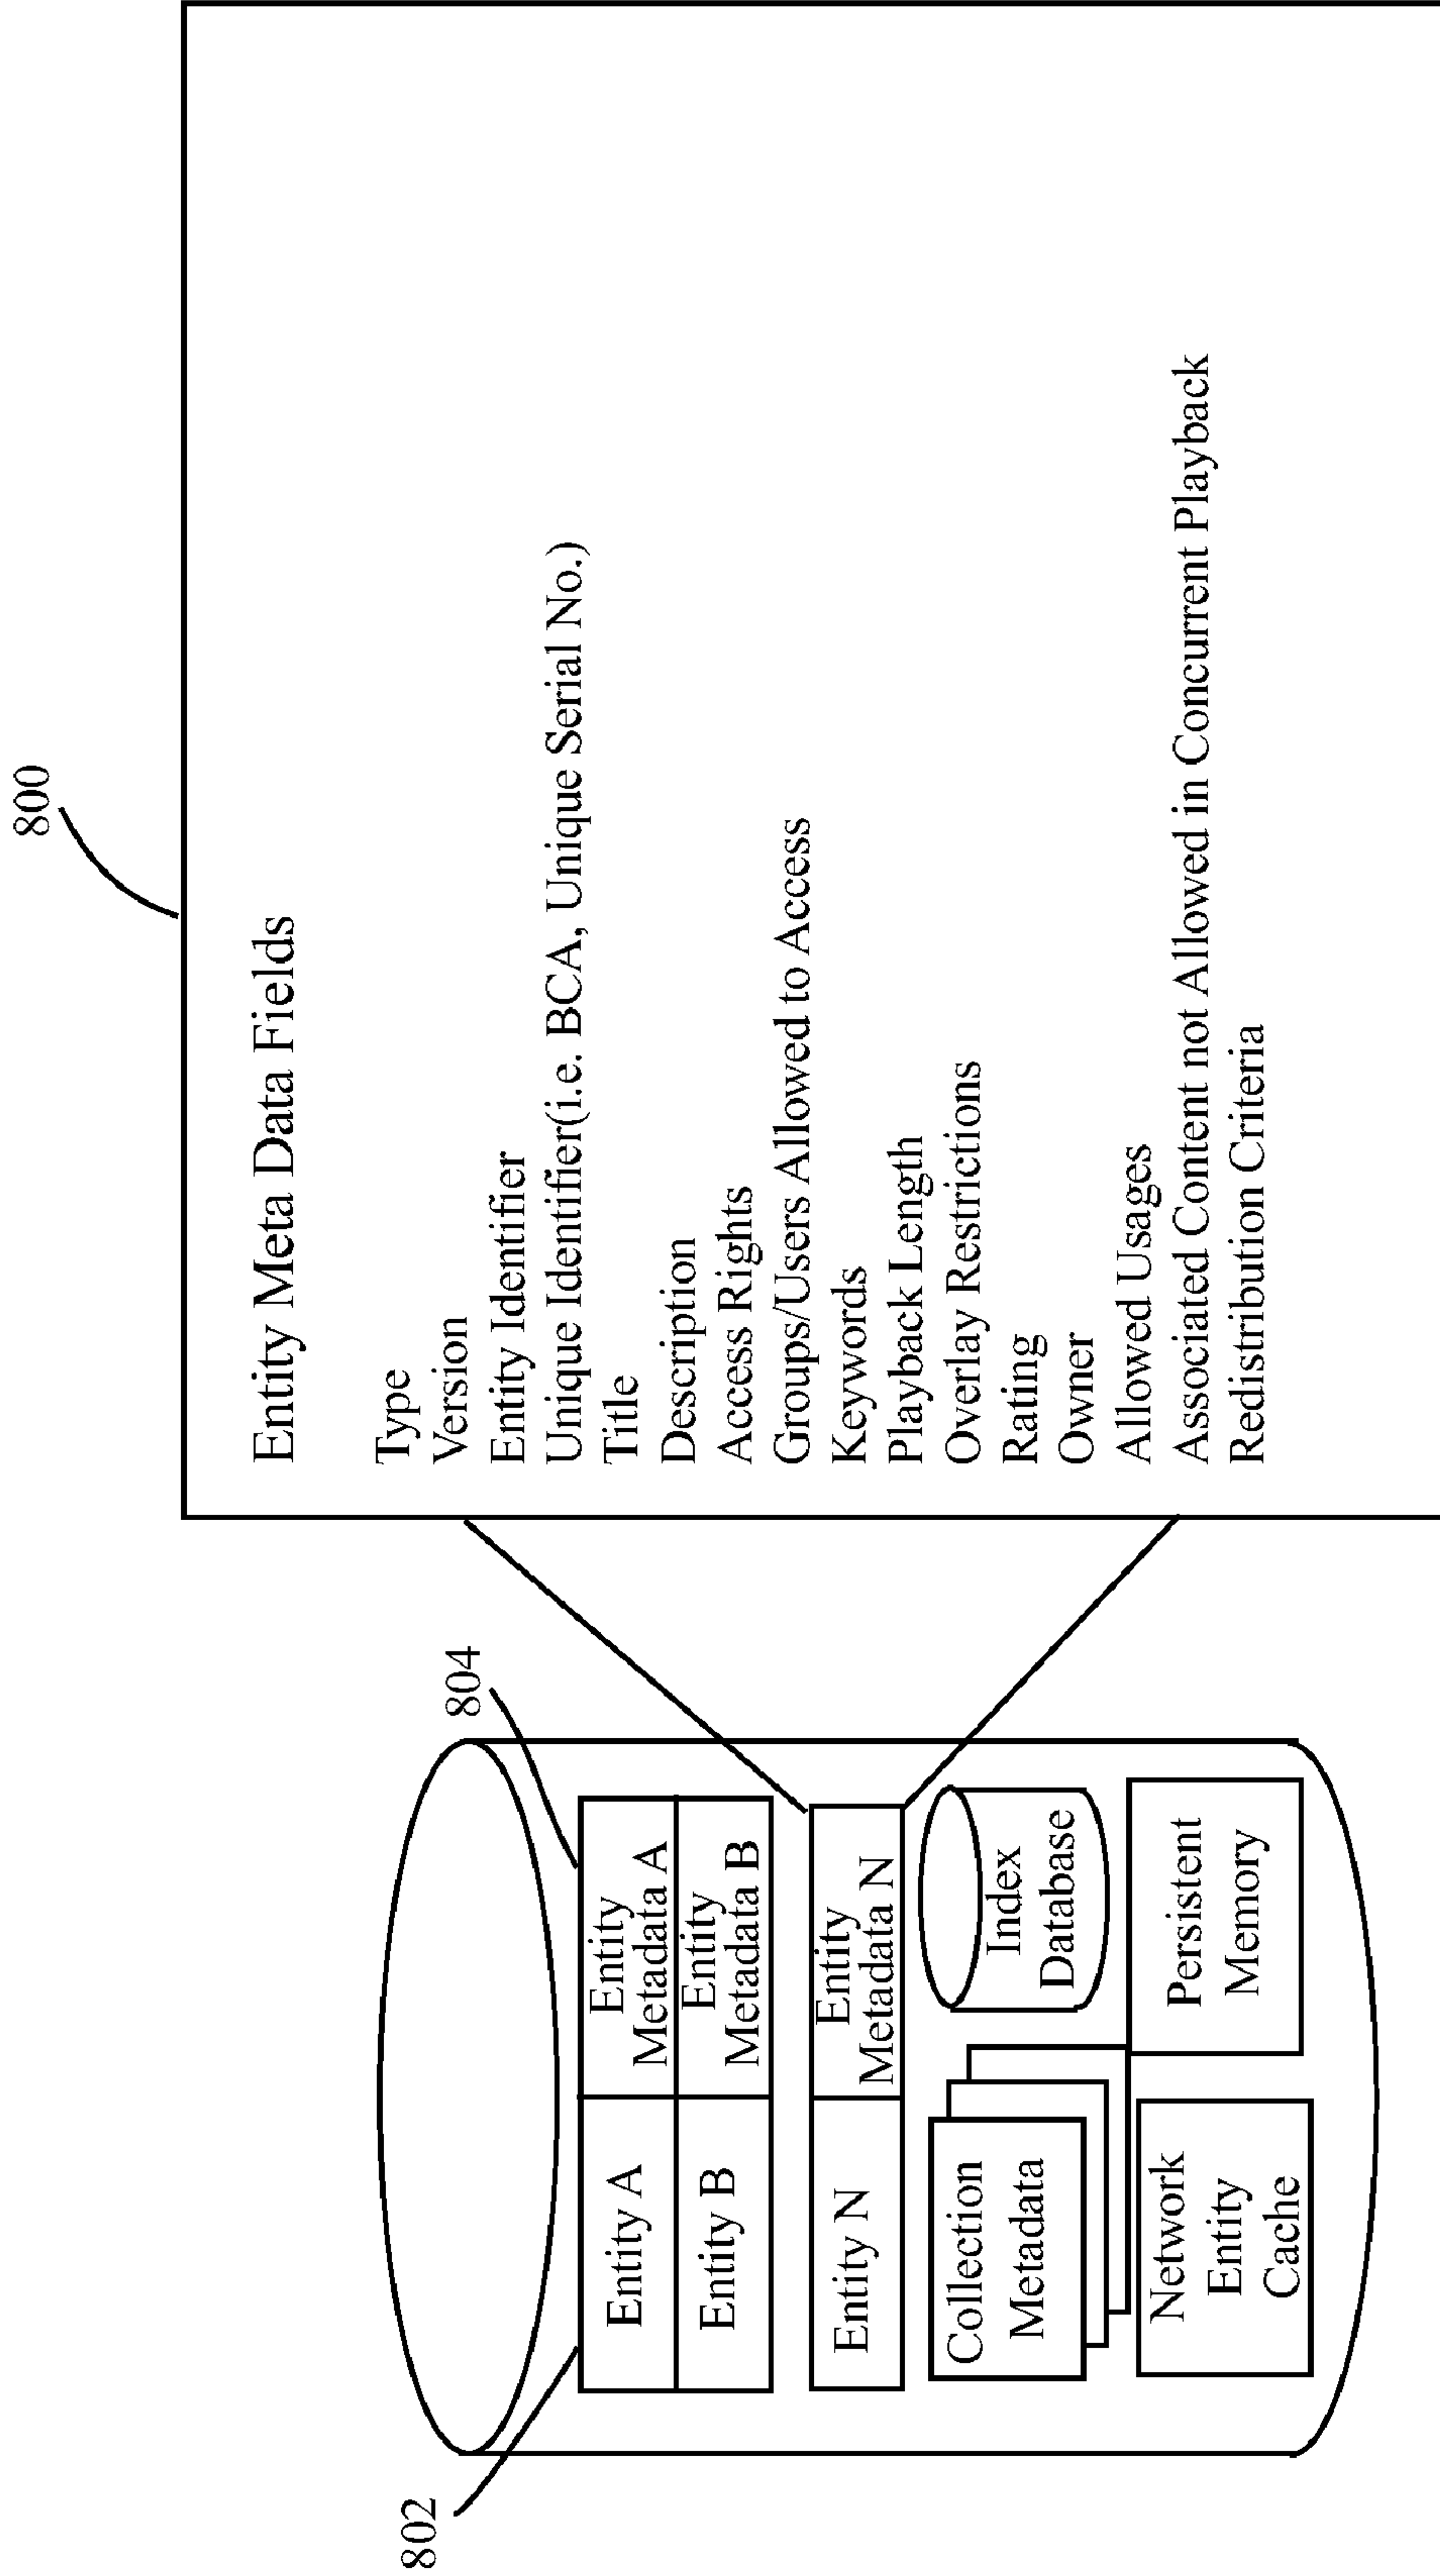 802
804
Entity A
Entity
Metadata A
Entity B
Entity
Metadata B
Entity N
Entity
Metadata N
Collection
Metadata
Index
Database
Network
Entity
Cache
Persistent
Memory
800
Entity Meta Data Fields
Type
Version
Entity Identifier
Unique Identifier(i.e. BCA, Unique Serial No.)
Title
Description
Access Rights
Groups/Users Allowed to Access
Keywords
Playback Length
Overlay Restrictions
Rating
Owner
Allowed Usages
Associated Content not Allowed in Concurrent Playback
Redistribution Criteria